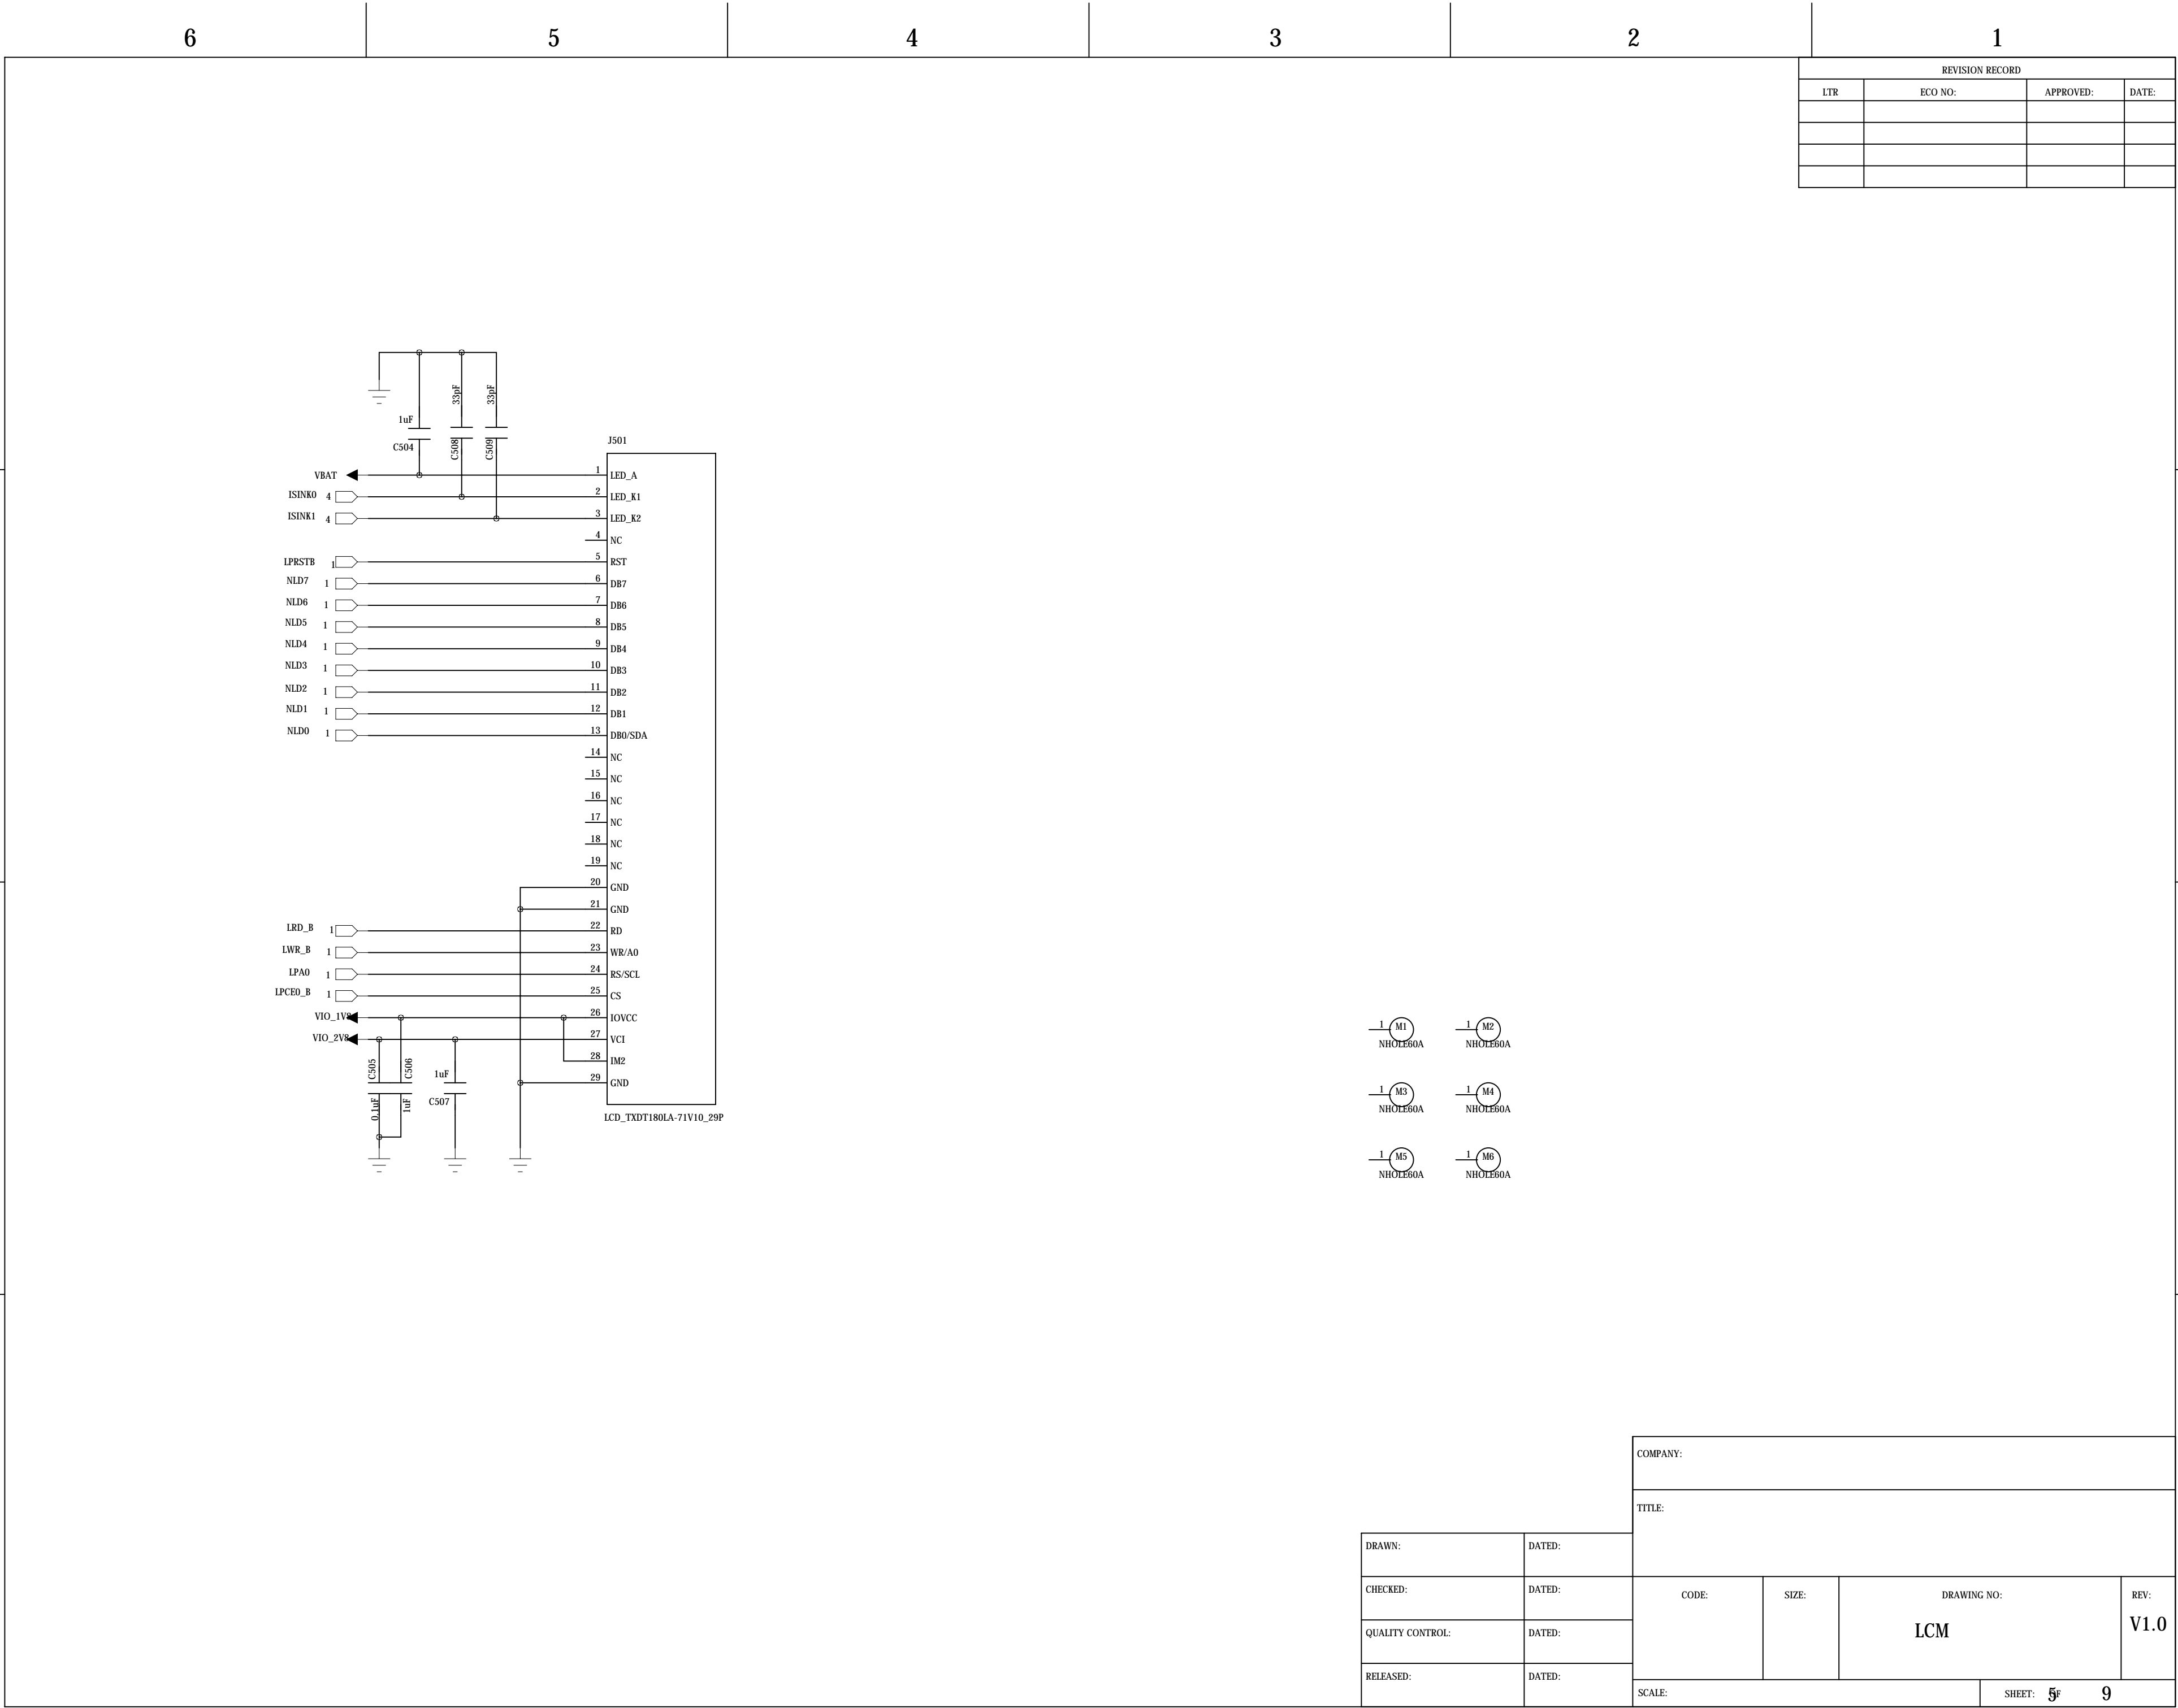 6 5 4 3 2 1
REVISION RECORD
LTR ECO NO: APPROVED: DATE:
33pF 33pF
1uF
C504 C508 C509
J501
VBAT 1 LED_A
ISINK0 4 2 LED_K1
ISINK1 4 3 LED_K2
4 NC
LPRSTB 1 5 RST
NLD7 1 6 DB7
NLD6 1 7 DB6
NLD5 1 8 DB5
NLD4 1 9 DB4
NLD3 1 10 DB3
NLD2 1 11 DB2
NLD1 1 12 DB1
NLD0 1 13 DB0/SDA
14 NC
15 NC
16 NC
17 NC
18 NC
19 NC
20 GND
21 GND
LRD_B 1 22 RD
LWR_B 1 23 WR/A0
LPA0 1 24 RS/SCL
LPCE0_B 1 25 CS
VIO_1V8 26 IOVCC
VIO_2V8 27 VCI
28 IM2
29 GND
C505 C506
1uF
C507
0.1uF 1uF
LCD_TXDT180LA-71V10_29P
1 M1 1 M2
NHOLE60A NHOLE60A
1 M3 1 M4
NHOLE60A NHOLE60A
1 M5 1 M6
NHOLE60A NHOLE60A
COMPANY:
TITLE:
DRAWN: DATED:
CHECKED: DATED:
CODE: SIZE: DRAWING NO: REV:
LCM V1.0
QUALITY CONTROL: DATED:
RELEASED: DATED:
SCALE: SHEET: 5 OF 9